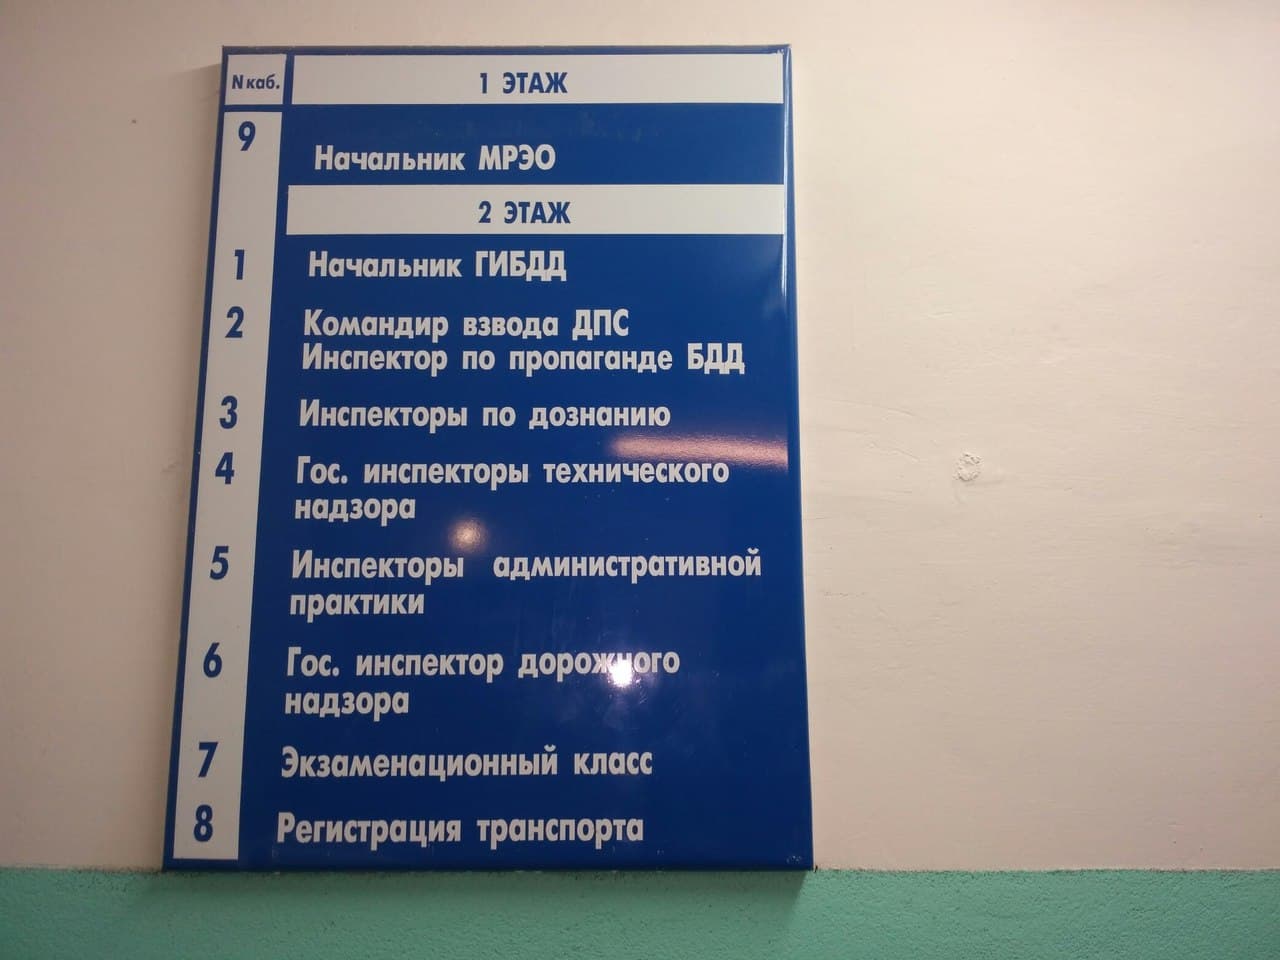 N каб.
1 ЭТАЖ
9
Начальник МРЭО
2 ЭТАЖ
1
Начальник ГИБДД
2
Командир взвода ДПС
Инспектор по пропаганде БДД
3
Инспекторы по дознанию
4
Гос. инспекторы технического
надзора
5
Инспекторы административной
практики
6
Гос. инспектор дорожного
надзора
7
Экзаменационный класс
8
Регистрация транспорта